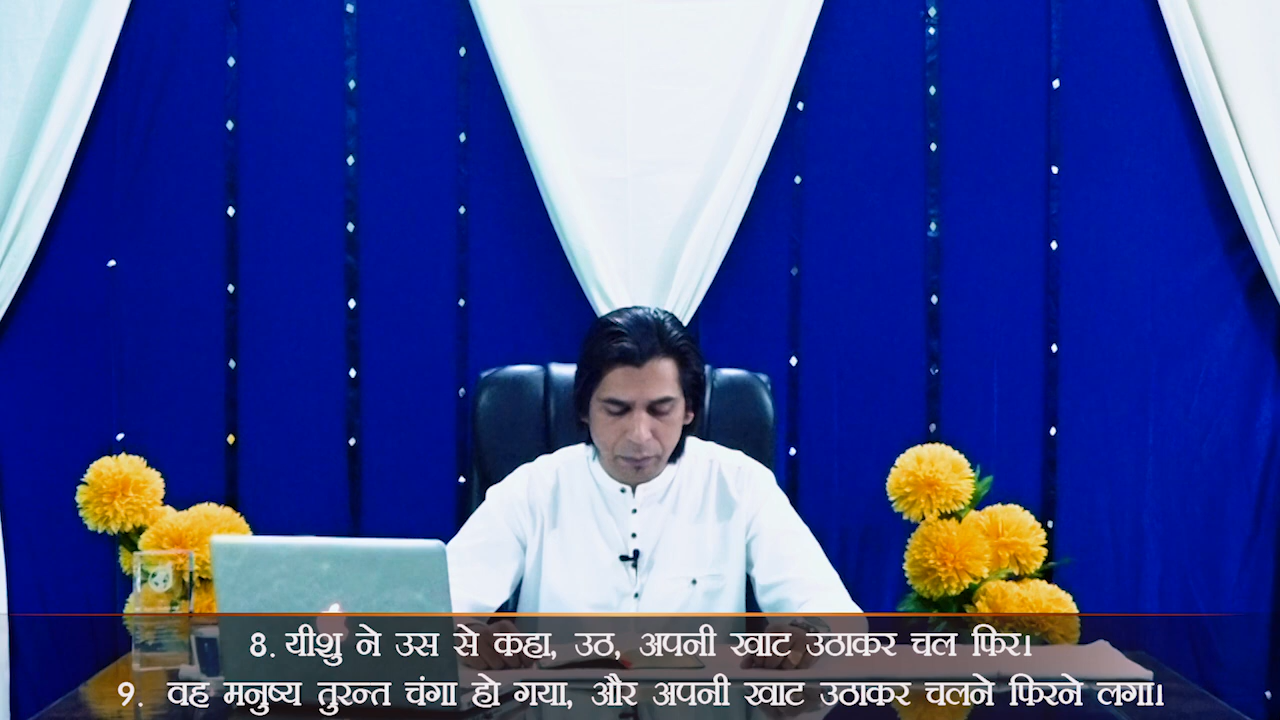 8. यीशु ने उस से कहा, उठ, अपनी खाट उठाकर चल फिर।
9. वह मनुष्य तुरन्त चंगा हो गया, और अपनी खाट उठाकर चलने फिरने लगा।